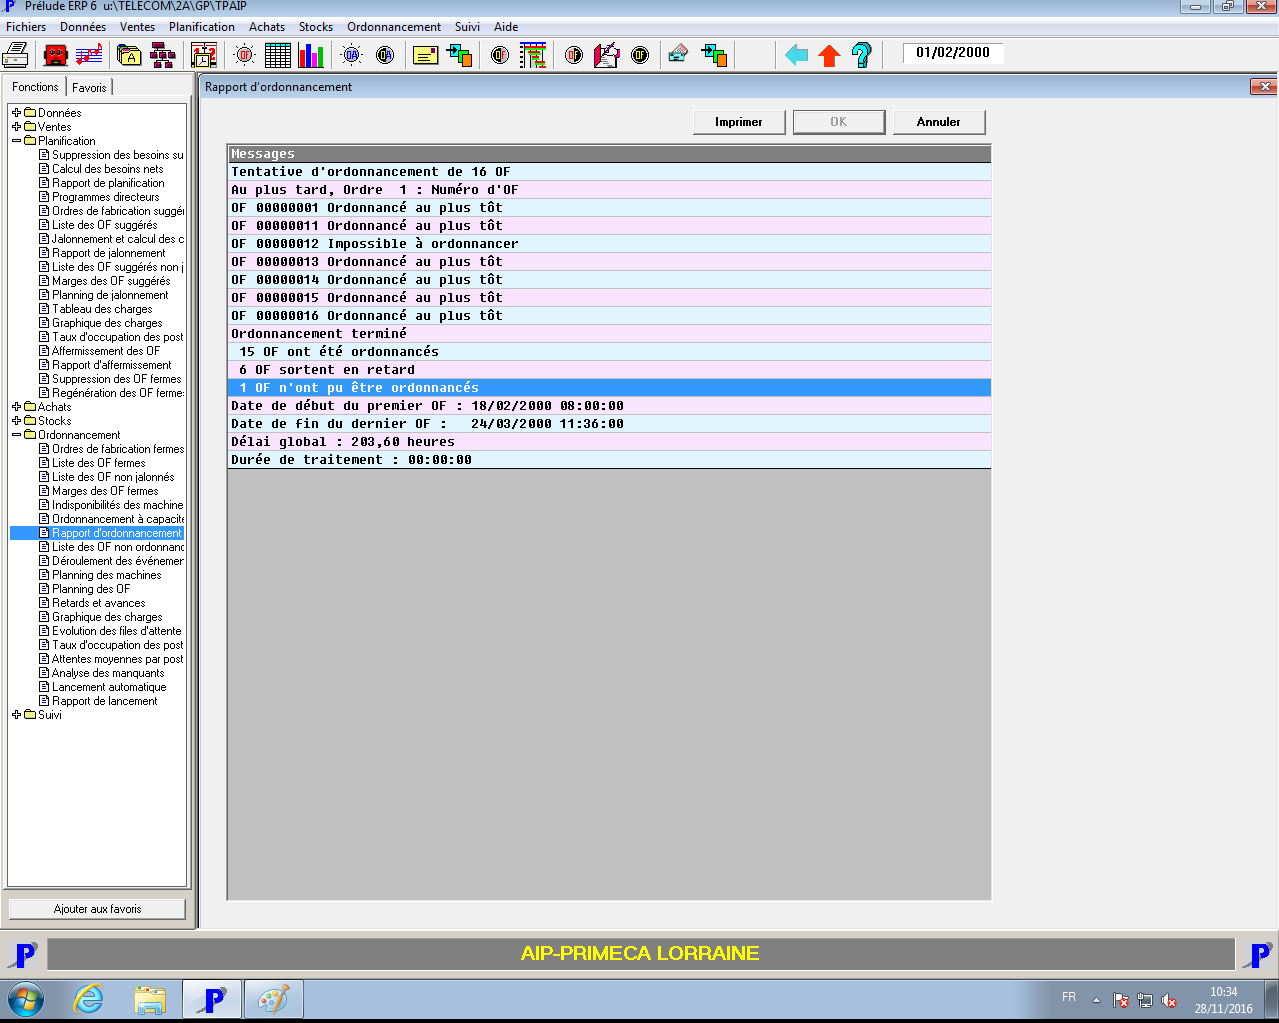 Prélude ERP 6 u:\TELECOM\2A\GP\TPAIP
Fichiers Données Ventes Planification Achats Stocks Ordonnancement Suivi Aide
01/02/2000
Fonctions Favoris
Rapport d'ordonnancement
Données
Ventes
Planification
Suppression des besoins su
Calcul des besoins nets
Rapport de planification
Programmes directeurs
Ordres de fabrication suggér
Liste des OF suggérés
Jalonnement et calcul des c
Rapport de jalonnement
Liste des OF suggérés non j
Marges des OF suggérés
Planning de jalonnement
Tableau des charges
Graphique des charges
Taux d'occupation des post
Affermissement des OF
Rapport d'affermissement
Suppression des OF fermes
Regénération des OF fermes
Achats
Stocks
Ordonnancement
Ordres de fabrication fermes
Liste des OF fermes
Liste des OF non jalonnés
Marges des OF fermes
Indisponibilités des machine
Ordonnancement à capacité
Rapport d'ordonnancement
Liste des OF non ordonnanc
Déroulement des événemer
Planning des machines
Planning des OF
Retards et avances
Graphique des charges
Evolution des files d'attente
Taux d'occupation des post
Attentes moyennes par post
Analyse des manquants
Lancement automatique
Rapport de lancement
Suivi
Ajouter aux favoris
Imprimer OK Annuler
Messages
Tentative d'ordonnancement de 16 OF
Au plus tard, Ordre 1 : Numéro d'OF
OF 00000001 Ordonnancé au plus tôt
OF 00000011 Ordonnancé au plus tôt
OF 00000012 Impossible à ordonnancer
OF 00000013 Ordonnancé au plus tôt
OF 00000014 Ordonnancé au plus tôt
OF 00000015 Ordonnancé au plus tôt
OF 00000016 Ordonnancé au plus tôt
Ordonnancement terminé
15 OF ont été ordonnancés
6 OF sortent en retard
1 OF n'ont pu être ordonnancés
Date de début du premier OF : 18/02/2000 08:00:00
Date de fin du dernier OF : 24/03/2000 11:36:00
Délai global : 203,60 heures
Durée de traitement : 00:00:00
AIP-PRIMECA LORRAINE
FR
10:34
28/11/2016